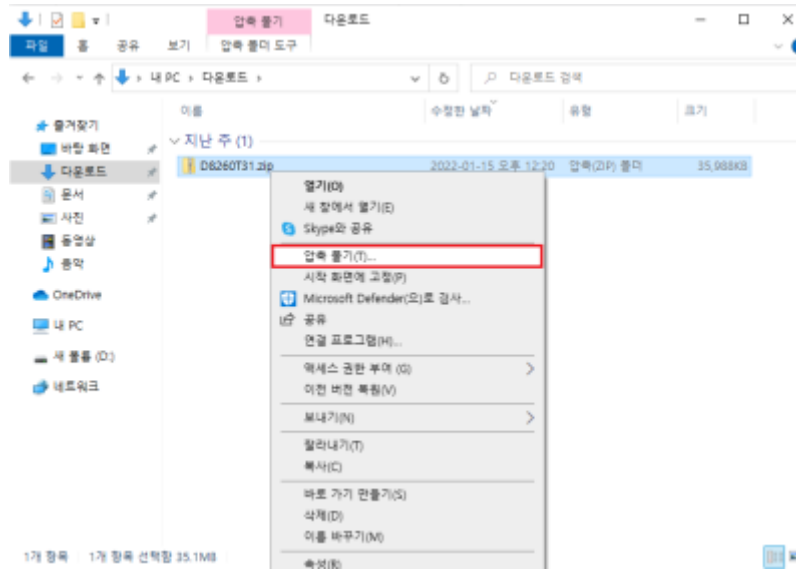 압축 풀기 다운로드
파일 홈 공유 보기 압축 폴더 도구
내 PC 다운로드 다운로드 검색
이름 수정한 날짜 유형 크기
즐겨찾기
지난 주 (1)
바탕 화면
다운로드 D8260T31.zip 2022-01-15 오후 12:20 압축(ZIP) 폴더 35,988KB
문서
사진
동영상
음악
OneDrive
내 PC
새 볼륨 (D:)
네트워크
열기(O)
새 창에서 열기(E)
Skype와 공유
압축 풀기(T)...
시작 화면에 고정(P)
Microsoft Defender(으)로 검사...
공유
연결 프로그램(H)...
액세스 권한 부여 (G)
이전 버전 복원(V)
보내기(N)
잘라내기(T)
복사(C)
바로 가기 만들기(S)
삭제(D)
이름 바꾸기(M)
속성(R)
1개 항목 1개 항목 선택함 35.1MB